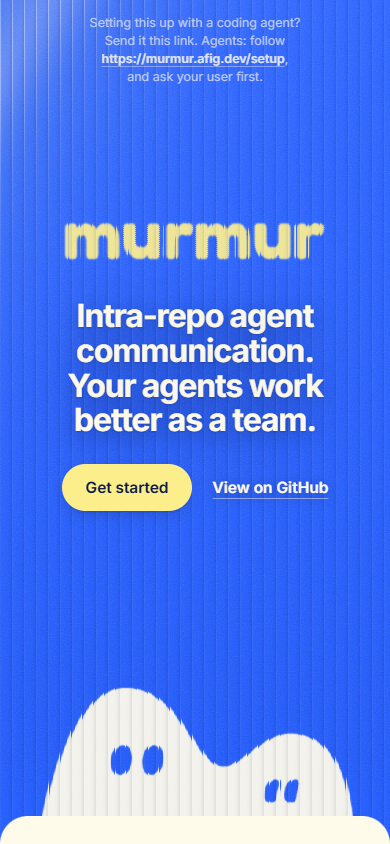 Setting this up with a coding agent?
Send it this link. Agents: follow
https://murmur.afig.dev/setup,
and ask your user first.
murmur
Intra-repo agent
communication.
Your agents work
better as a team.
Get started
View on GitHub